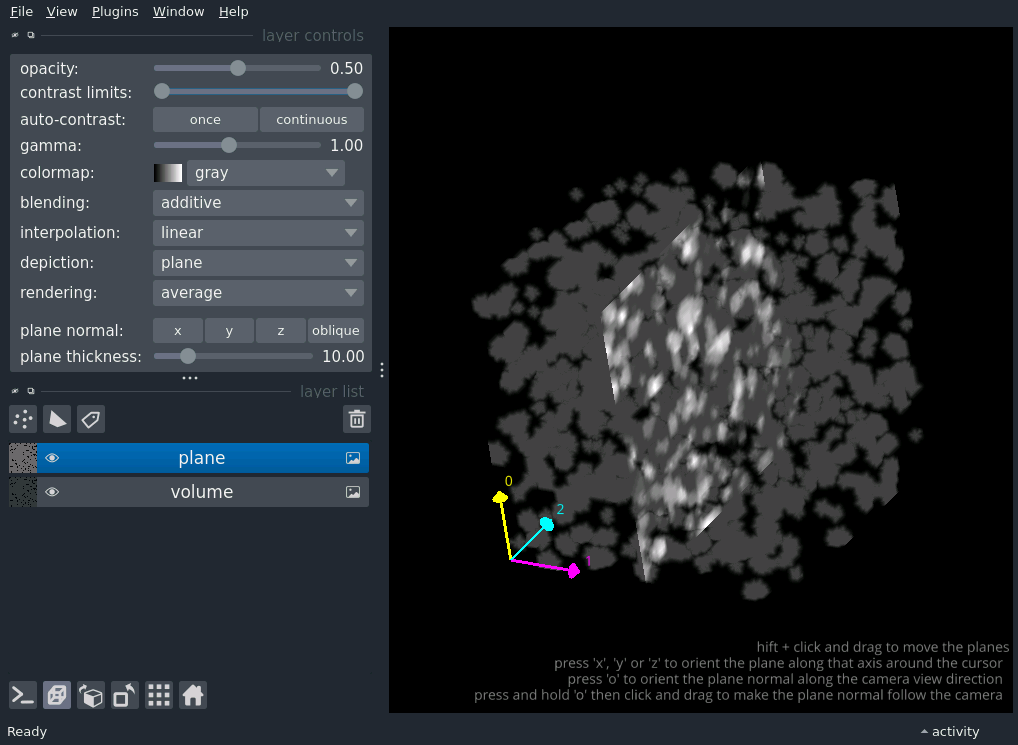 File View Plugins Window Help
layer controls
opacity: 0.50
contrast limits:
auto-contrast: once continuous
gamma: 1.00
colormap: gray
blending: additive
interpolation: linear
depiction: plane
rendering: average
plane normal: x y z oblique
plane thickness: 10.00
layer list
plane
volume
0
2
1
hift + click and drag to move the planes
press 'x', 'y' or 'z' to orient the plane along that axis around the cursor
press 'o' to orient the plane normal along the camera view direction
press and hold 'o' then click and drag to make the plane normal follow the camera
Ready
activity